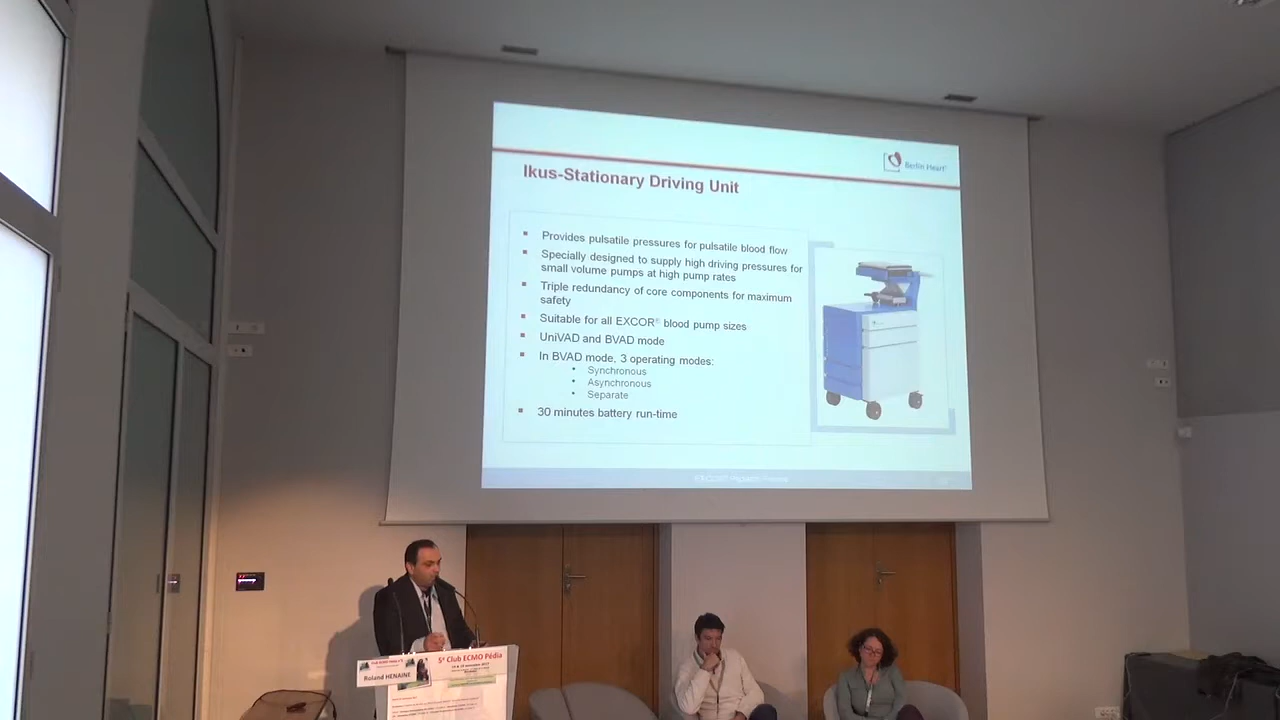 Berlin Heart
Ikus-Stationary Driving Unit
Provides pulsatile pressures for pulsatile blood flow
Specially designed to supply high driving pressures for
small volume pumps at high pump rates
Triple redundancy of core components for maximum
safety
Suitable for all EXCOR® blood pump sizes
UniVAD and BVAD mode
In BVAD mode, 3 operating modes:
Synchronous
Asynchronous
Separate
30 minutes battery run-time
5e Club ECMO Pédia
Roland HENAINE